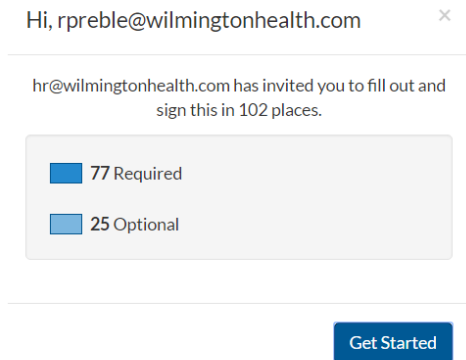 Hi, rpreble@wilmingtonhealth.com ×
hr@wilmingtonhealth.com has invited you to fill out and
sign this in 102 places.
77 Required
25 Optional
Get Started